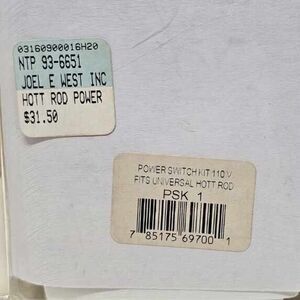 03160900016H20
NTP 93-6651
JOEL E WEST INC
HOTT ROD POWER
$31.50
POWER SWITCH KIT 110 V
FITS UNIVERSAL HOTT ROD
PSK 1
7 85175 69700 1